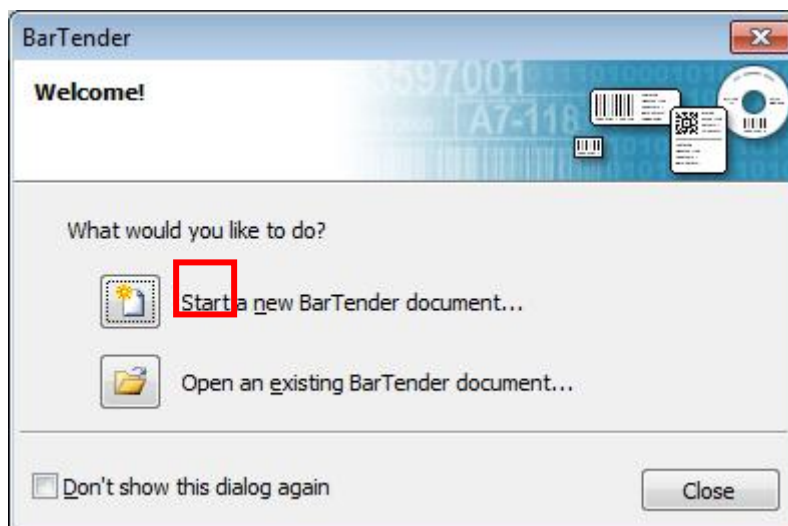 BarTender
Welcome!
3597001
A7-118
What would you like to do?
Start a new BarTender document...
Open an existing BarTender document...
Don't show this dialog again
Close